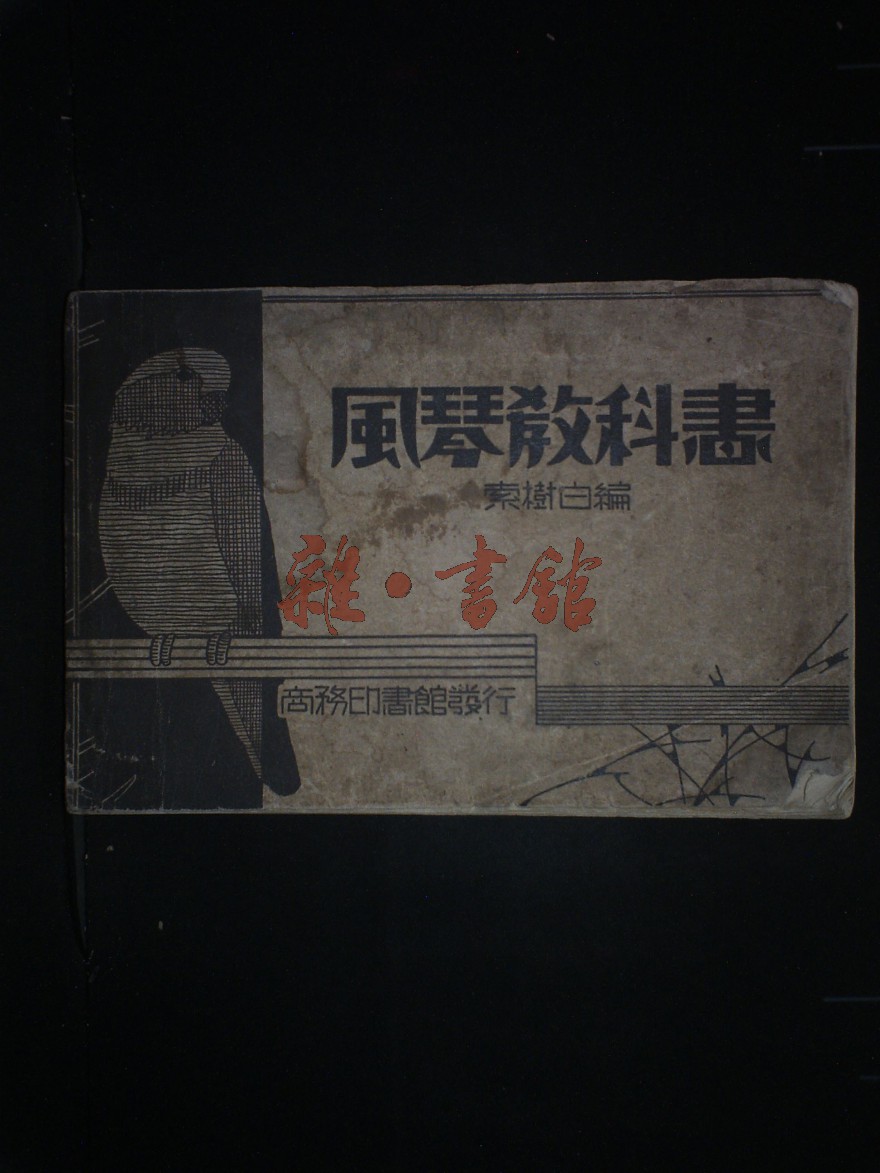 風琴教科書
索樹白編
雜·書館
商務印書館發行